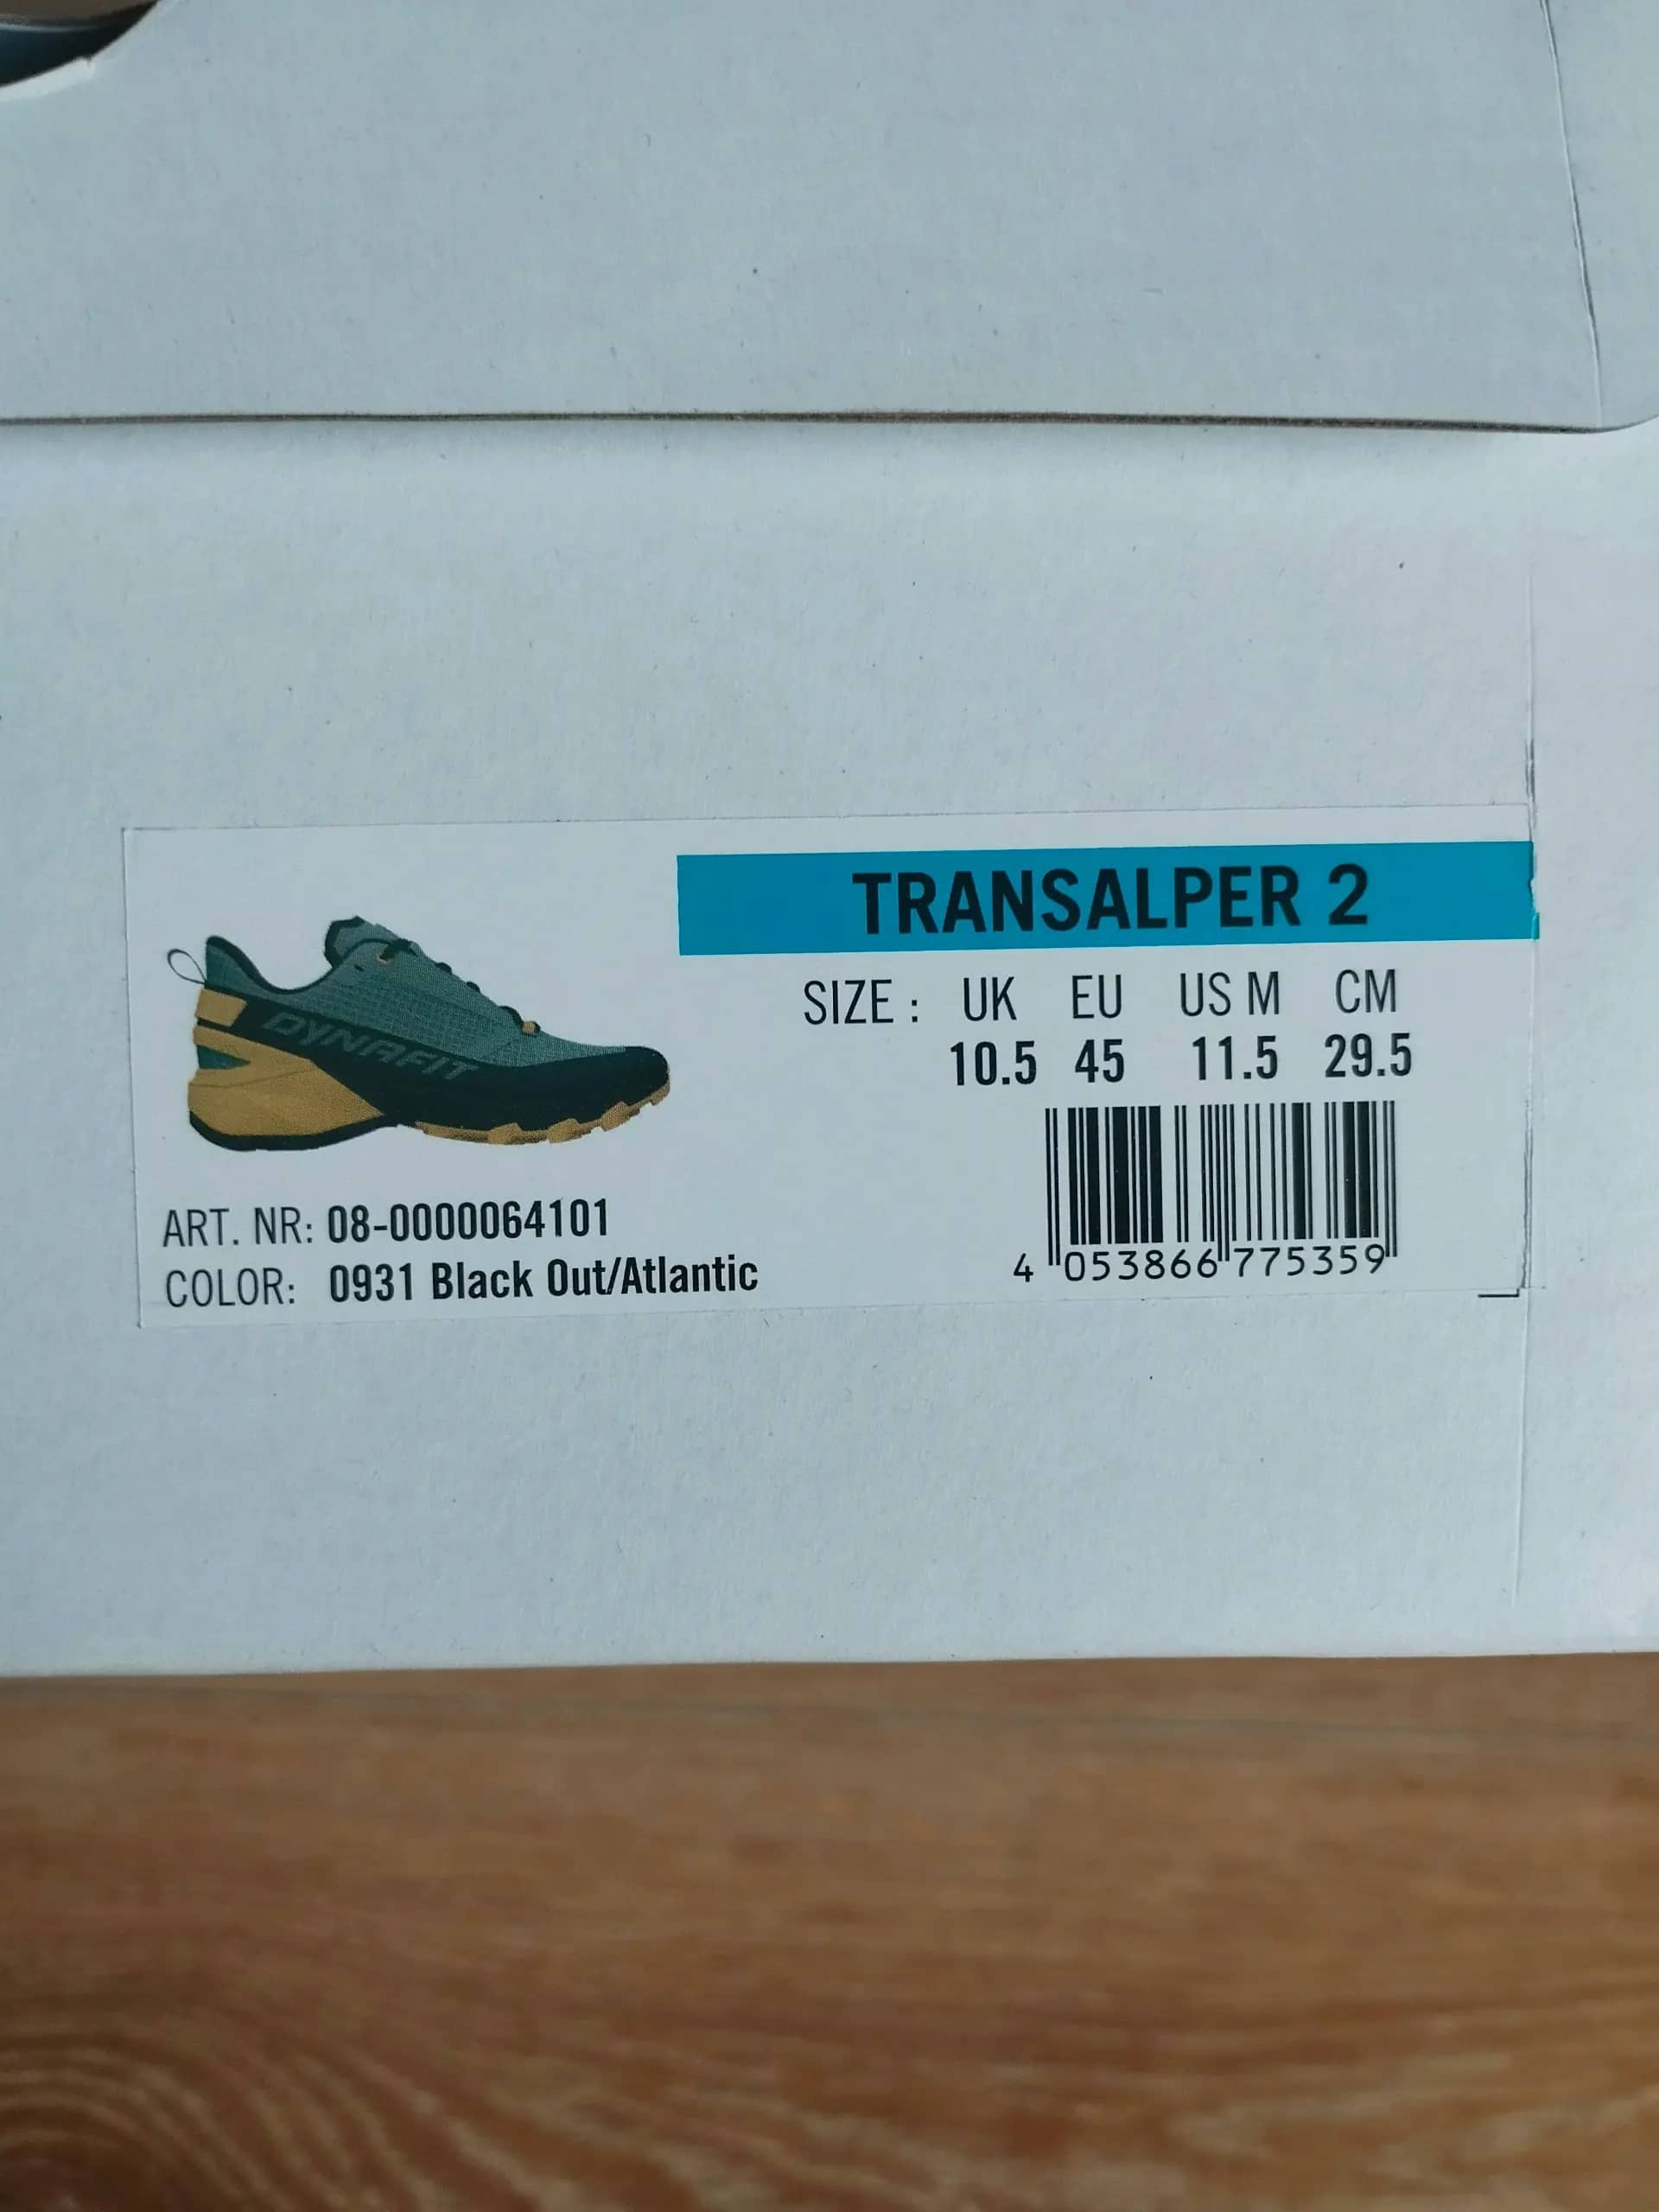 TRANSALPER 2
SIZE : UK EU US M CM
10.5 45 11.5 29.5
DYNAFIT
ART. NR: 08-0000064101
COLOR: 0931 Black Out/Atlantic
4 053866 775359